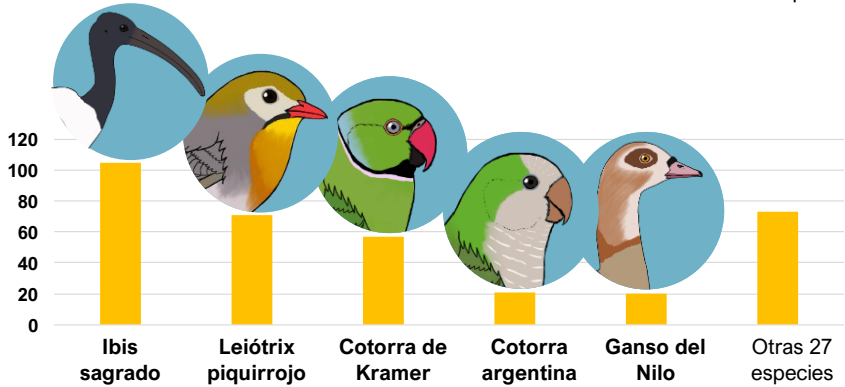 120
100
80
60
40
20
0
Ibis
sagrado
Leiótrix
piquirrojo
Cotorra de
Kramer
Cotorra
argentina
Ganso del
Nilo
Otras 27
especies